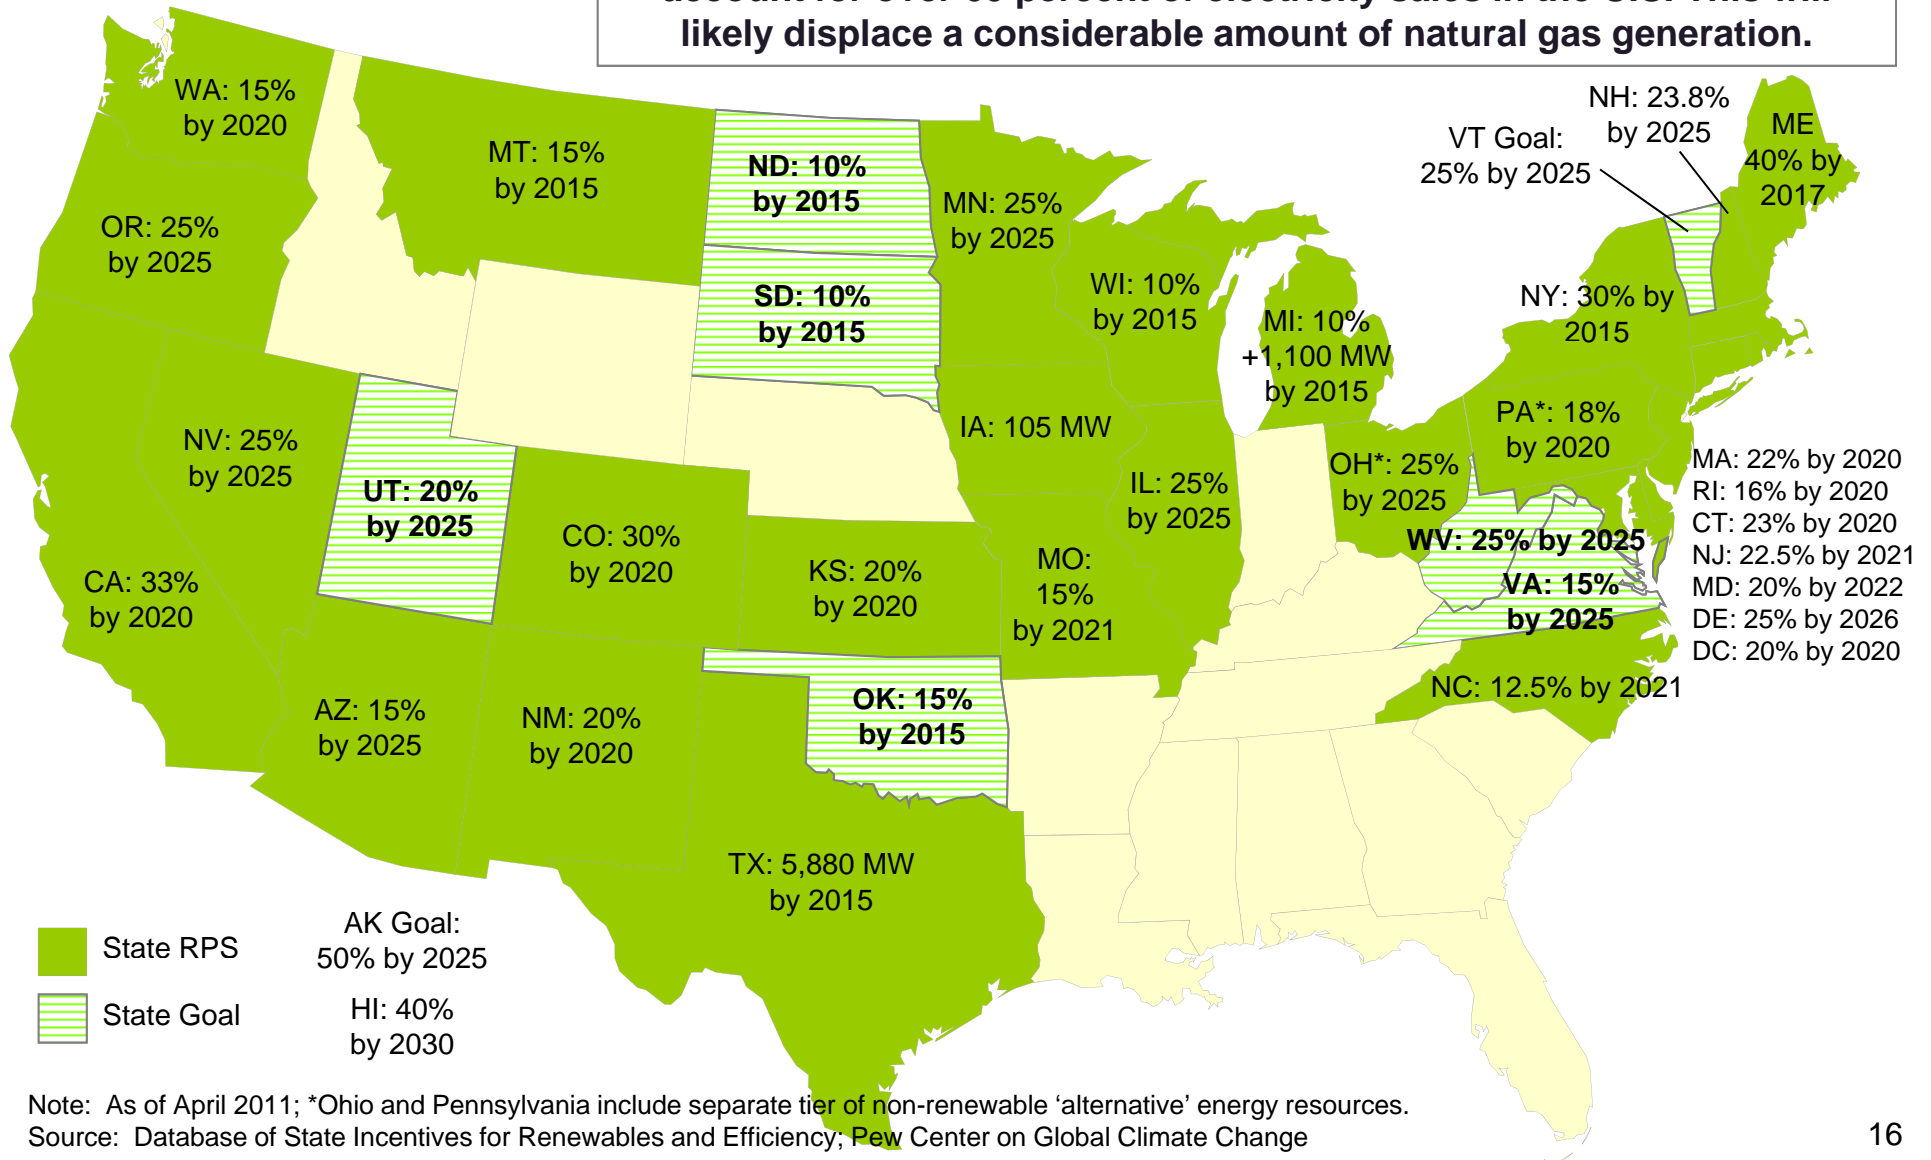 likely displace a considerable amount of natural gas generation.
WA: 15%
by 2020
MT: 15%
by 2015
ND: 10%
by 2015
MN: 25%
by 2025
VT Goal:
25% by 2025
NH: 23.8%
by 2025
ME
40% by
2017
OR: 25%
by 2025
SD: 10%
by 2015
WI: 10%
by 2015
MI: 10%
+1,100 MW
by 2015
NY: 30% by
2015
NV: 25%
by 2025
UT: 20%
by 2025
IA: 105 MW
IL: 25%
by 2025
OH*: 25%
by 2025
PA*: 18%
by 2020
MA: 22% by 2020
RI: 16% by 2020
CT: 23% by 2020
NJ: 22.5% by 2021
MD: 20% by 2022
DE: 25% by 2026
DC: 20% by 2020
CA: 33%
by 2020
CO: 30%
by 2020
KS: 20%
by 2020
MO:
15%
by 2021
WV: 25% by 2025
VA: 15%
by 2025
AZ: 15%
by 2025
NM: 20%
by 2020
OK: 15%
by 2015
NC: 12.5% by 2021
TX: 5,880 MW
by 2015
State RPS
State Goal
AK Goal:
50% by 2025
HI: 40%
by 2030
Note: As of April 2011; *Ohio and Pennsylvania include separate tier of non-renewable ‘alternative’ energy resources.
Source: Database of State Incentives for Renewables and Efficiency; Pew Center on Global Climate Change
16